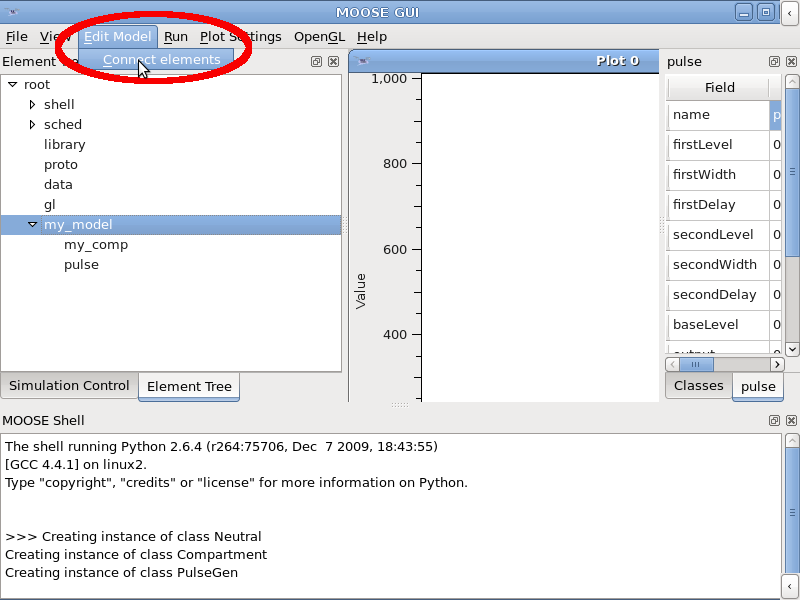 MOOSE GUI
File View Edit Model Run Plot Settings OpenGL Help
Connect elements
Element Tre
root
shell
sched
library
proto
data
gl
my_model
my_comp
pulse
Simulation Control Element Tree
Plot 0
1,000
800
600
400
Value
pulse
Field
name p
firstLevel 0
firstWidth 0
firstDelay 0
secondLevel 0
secondWidth 0
secondDelay 0
baseLevel 0
Classes pulse
MOOSE Shell
The shell running Python 2.6.4 (r264:75706, Dec  7 2009, 18:43:55)
[GCC 4.4.1] on linux2.
Type "copyright", "credits" or "license" for more information on Python.
>>> Creating instance of class Neutral
Creating instance of class Compartment
Creating instance of class PulseGen